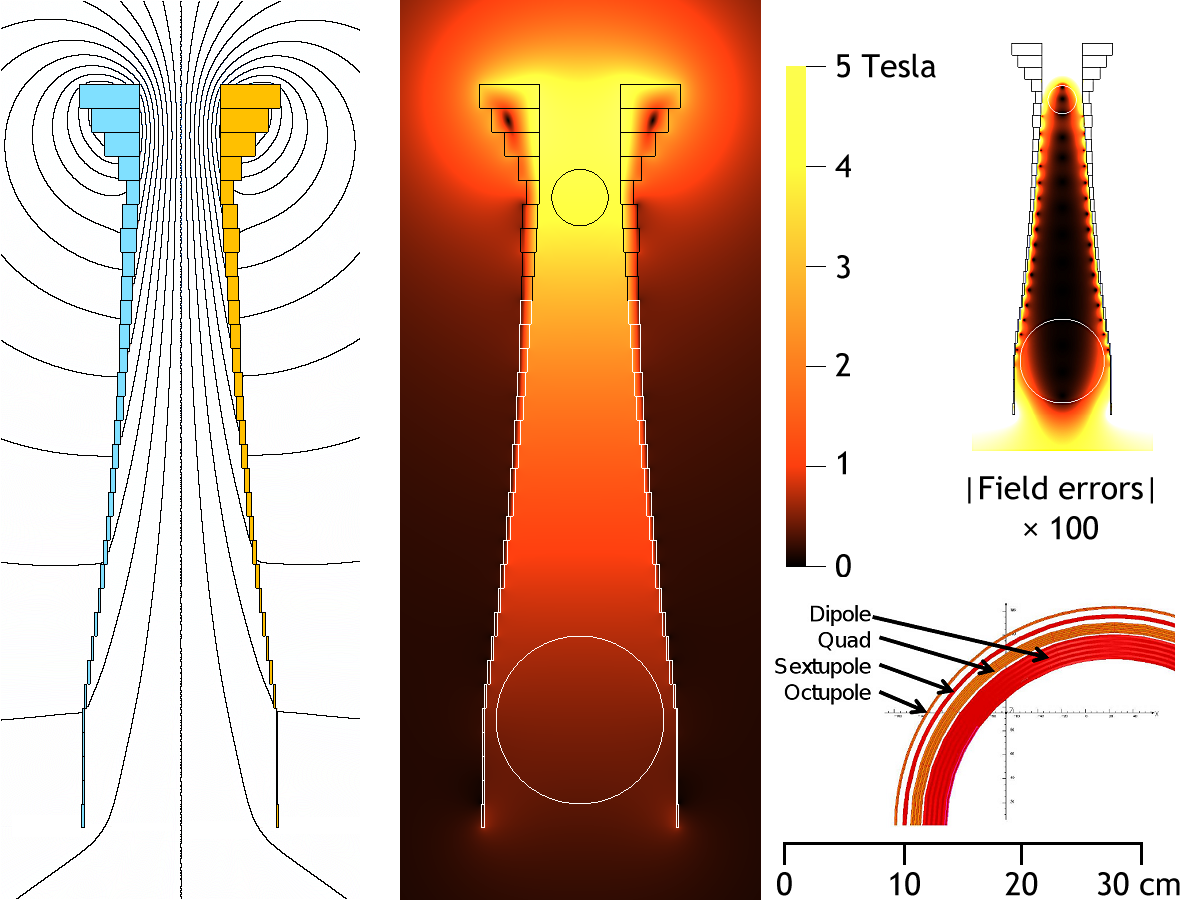 5 Tesla
4
3
2
1
0
|Field errors|
× 100
Dipole
Quad
Sextupole
Octupole
0 10 20 30 cm